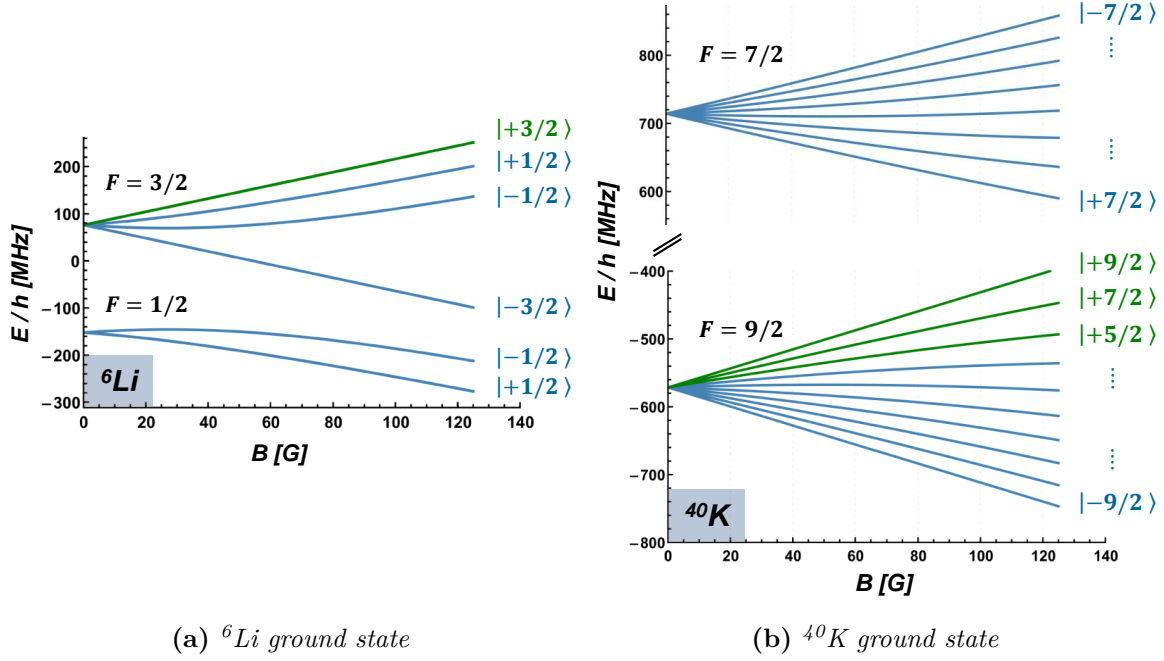 |+3/2⟩
|+1/2⟩
|−1/2⟩
|−3/2⟩
|−1/2⟩
|+1/2⟩
F = 3/2
F = 1/2
⁶Li
200
100
0
−100
−200
−300
E / h [MHz]
0 20 40 60 80 100 120 140
B [G]
(a) ⁶Li ground state
|−7/2⟩
|+7/2⟩
|+9/2⟩
|+7/2⟩
|+5/2⟩
|−9/2⟩
F = 7/2
F = 9/2
⁴⁰K
800
700
600
−400
−500
−600
−700
−800
E / h [MHz]
0 20 40 60 80 100 120 140
B [G]
(b) ⁴⁰K ground state